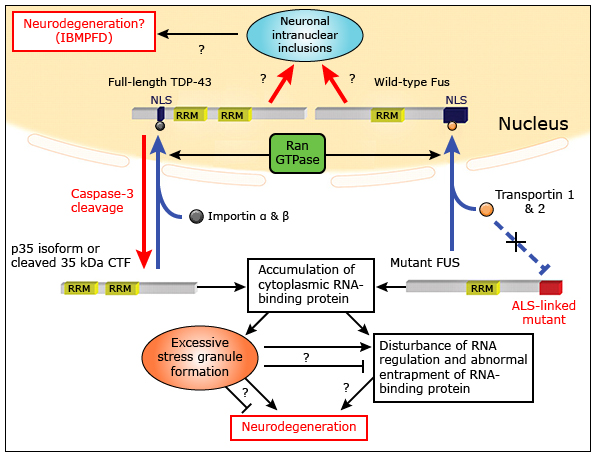 Neurodegeneration?
(IBMPFD)
?
Neuronal
intranuclear
inclusions
Full-length TDP-43
?
?
Wild-type Fus
NLS
RRM
RRM
RRM
NLS
Nucleus
Ran
GTPase
Caspase-3
cleavage
Importin α & β
Transportin 1
& 2
p35 isoform or
cleaved 35 kDa CTF
RRM
RRM
Accumulation of
cytoplasmic RNA-
binding protein
Mutant FUS
RRM
ALS-linked
mutant
Excessive
stress granule
formation
?
Disturbance of RNA
regulation and abnormal
entrapment of RNA-
binding protein
?
?
Neurodegeneration